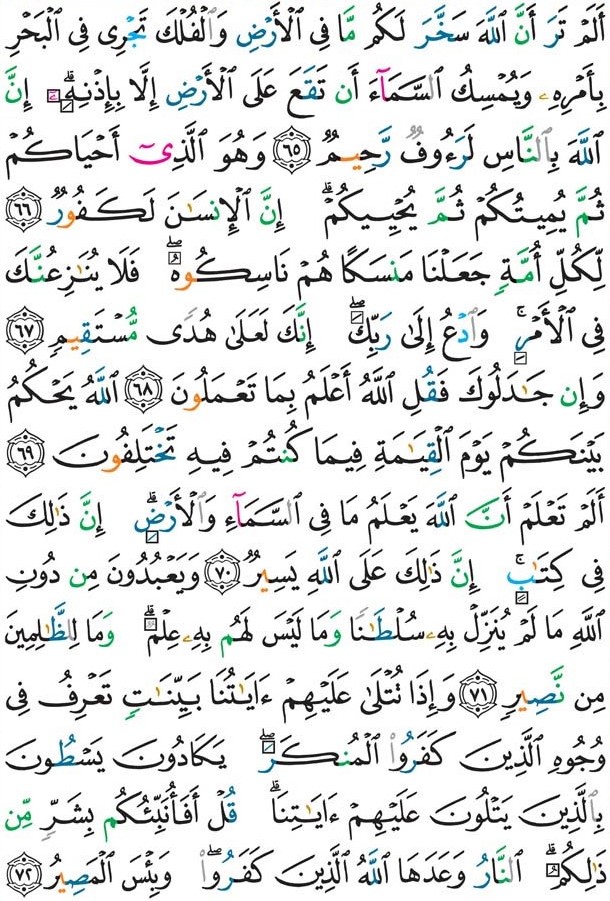 أَلَمْ تَرَ أَنَّ ٱللَّهَ سَخَّرَ لَكُم مَّا فِى ٱلْأَرْضِ وَٱلْفُلْكَ تَجْرِى فِى ٱلْبَحْرِ
بِأَمْرِهِۦ وَيُمْسِكُ ٱلسَّمَآءَ أَن تَقَعَ عَلَى ٱلْأَرْضِ إِلَّا بِإِذْنِهِۦٓ ۗ إِنَّ
ٱللَّهَ بِٱلنَّاسِ لَرَءُوفٌ رَّحِيمٌ ٦٥ وَهُوَ ٱلَّذِىٓ أَحْيَاكُمْ
ثُمَّ يُمِيتُكُمْ ثُمَّ يُحْيِيكُمْ ۗ إِنَّ ٱلْإِنسَـٰنَ لَكَفُورٌ ٦٦
لِّكُلِّ أُمَّةٍ جَعَلْنَا مَنسَكًا هُمْ نَاسِكُوهُ ۖ فَلَا يُنَـٰزِعُنَّكَ
فِى ٱلْأَمْرِ ۚ وَٱدْعُ إِلَىٰ رَبِّكَ ۖ إِنَّكَ لَعَلَىٰ هُدًى مُّسْتَقِيمٍ ٦٧
وَإِن جَـٰدَلُوكَ فَقُلِ ٱللَّهُ أَعْلَمُ بِمَا تَعْمَلُونَ ٦٨ ٱللَّهُ يَحْكُمُ
بَيْنَكُمْ يَوْمَ ٱلْقِيَـٰمَةِ فِيمَا كُنتُمْ فِيهِ تَخْتَلِفُونَ ٦٩
أَلَمْ تَعْلَمْ أَنَّ ٱللَّهَ يَعْلَمُ مَا فِى ٱلسَّمَآءِ وَٱلْأَرْضِ ۗ إِنَّ ذَٰلِكَ
فِى كِتَـٰبٍ ۚ إِنَّ ذَٰلِكَ عَلَى ٱللَّهِ يَسِيرٌ ٧٠ وَيَعْبُدُونَ مِن دُونِ
ٱللَّهِ مَا لَمْ يُنَزِّلْ بِهِۦ سُلْطَـٰنًا وَمَا لَيْسَ لَهُم بِهِۦ عِلْمٌ ۗ وَمَا لِلظَّـٰلِمِينَ
مِن نَّصِيرٍ ٧١ وَإِذَا تُتْلَىٰ عَلَيْهِمْ ءَايَـٰتُنَا بَيِّنَـٰتٍ تَعْرِفُ فِى
وُجُوهِ ٱلَّذِينَ كَفَرُوا۟ ٱلْمُنكَرَ ۖ يَكَادُونَ يَسْطُونَ
بِٱلَّذِينَ يَتْلُونَ عَلَيْهِمْ ءَايَـٰتِنَا ۗ قُلْ أَفَأُنَبِّئُكُم بِشَرٍّ مِّن
ذَٰلِكُمُ ۗ ٱلنَّارُ وَعَدَهَا ٱللَّهُ ٱلَّذِينَ كَفَرُوا۟ ۖ وَبِئْسَ ٱلْمَصِيرُ ٧٢